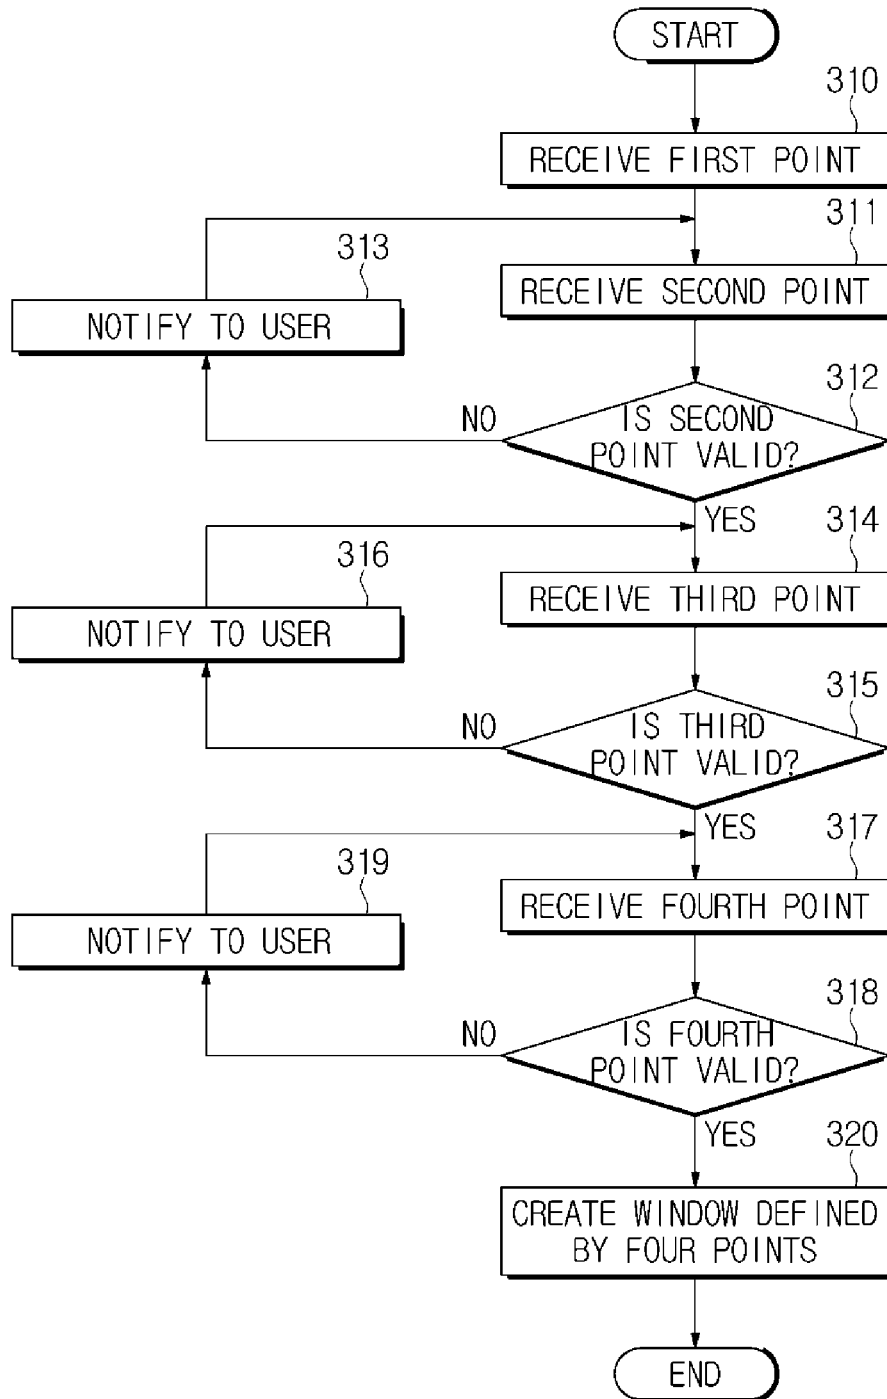 START
310
RECEIVE FIRST POINT
311
RECEIVE SECOND POINT
313
NOTIFY TO USER
312
IS SECOND
POINT VALID?
NO
YES
314
RECEIVE THIRD POINT
316
NOTIFY TO USER
315
IS THIRD
POINT VALID?
NO
YES
317
RECEIVE FOURTH POINT
319
NOTIFY TO USER
318
IS FOURTH
POINT VALID?
NO
YES
320
CREATE WINDOW DEFINED
BY FOUR POINTS
END